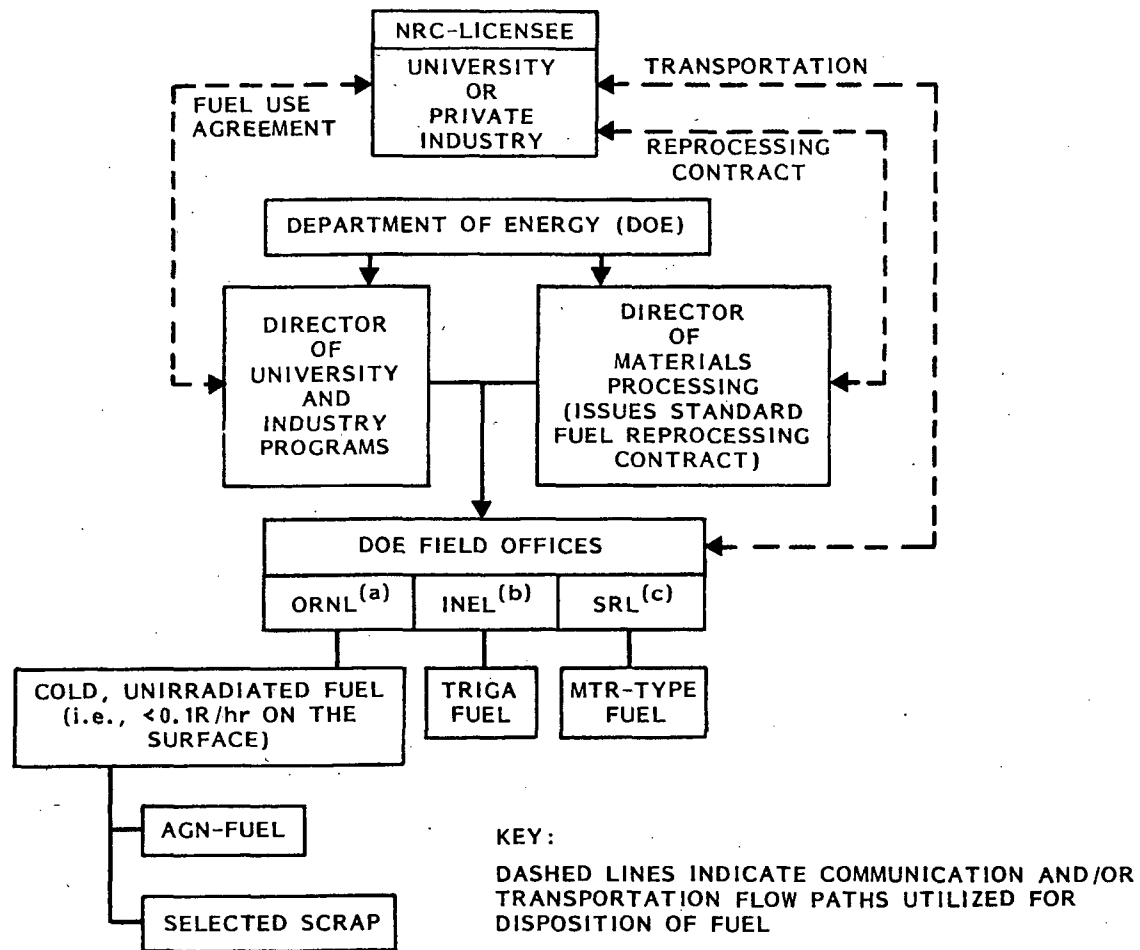 NRC-LICENSEE
UNIVERSITY
OR
PRIVATE
INDUSTRY
TRANSPORTATION
FUEL USE
AGREEMENT
REPROCESSING
CONTRACT
DEPARTMENT OF ENERGY (DOE)
DIRECTOR
OF
UNIVERSITY
AND
INDUSTRY
PROGRAMS
DIRECTOR
OF
MATERIALS
PROCESSING
(ISSUES STANDARD
FUEL REPROCESSING
CONTRACT)
DOE FIELD OFFICES
ORNL(a)
INEL(b)
SRL(c)
COLD, UNIRRADIATED FUEL
(i.e., <0.1R/hr ON THE
SURFACE)
TRIGA
FUEL
MTR-TYPE
FUEL
AGN-FUEL
SELECTED SCRAP
KEY:
DASHED LINES INDICATE COMMUNICATION AND/OR
TRANSPORTATION FLOW PATHS UTILIZED FOR
DISPOSITION OF FUEL